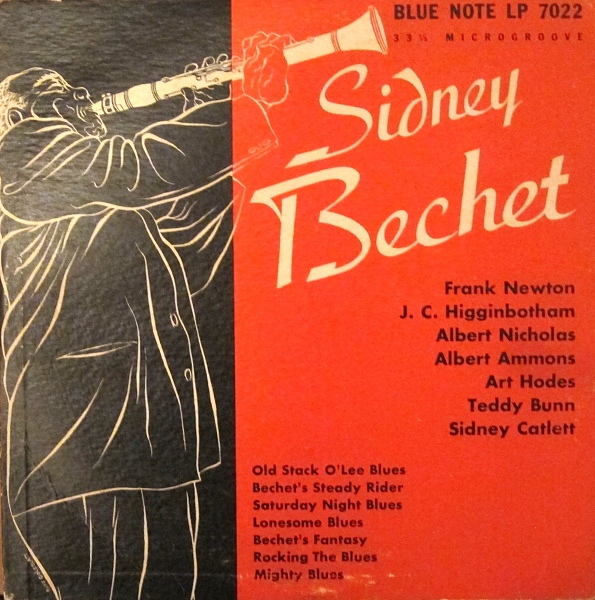 BLUE NOTE LP 7022
33⅓ MICROGROOVE
Sidney
Bechet
Frank Newton
J. C. Higginbotham
Albert Nicholas
Albert Ammons
Art Hodes
Teddy Bunn
Sidney Catlett
Old Stack O'Lee Blues
Bechet's Steady Rider
Saturday Night Blues
Lonesome Blues
Bechet's Fantasy
Rocking The Blues
Mighty Blues